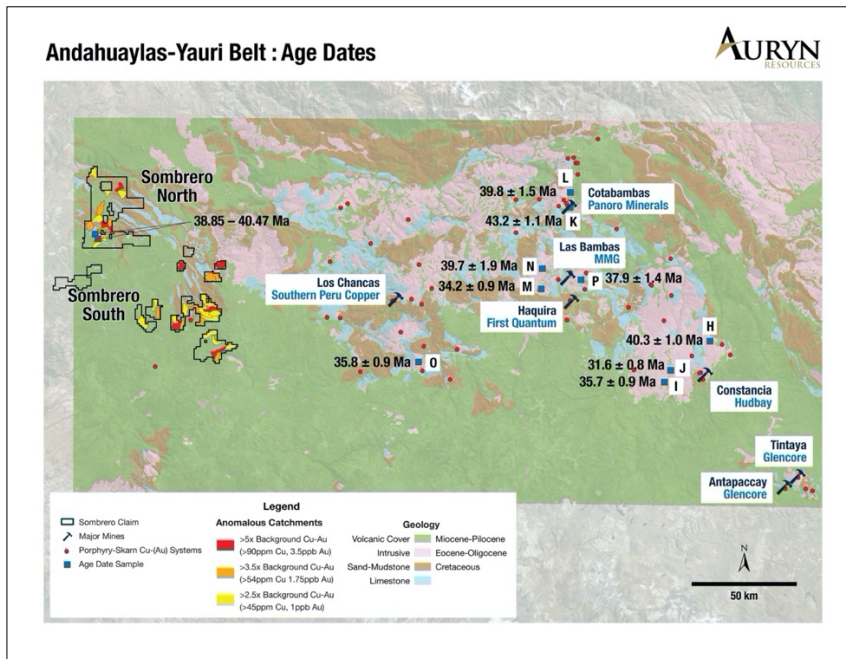 Andahuaylas-Yauri Belt : Age Dates
AURYN
RESOURCES
Sombrero
North
38.85 – 40.47 Ma
Sombrero
South
L
39.8 ± 1.5 Ma
Cotabambas
Panoro Minerals
43.2 ± 1.1 Ma
K
Las Bambas
MMG
39.7 ± 1.9 Ma
N
34.2 ± 0.9 Ma
M
P
37.9 ± 1.4 Ma
Los Chancas
Southern Peru Copper
Haquira
First Quantum
H
40.3 ± 1.0 Ma
35.8 ± 0.9 Ma
O
31.6 ± 0.8 Ma
J
35.7 ± 0.9 Ma
I
Constancia
Hudbay
Tintaya
Glencore
Antapaccay
Glencore
Legend
Sombrero Claim
Major Mines
Porphyry-Skarn Cu-(Au) Systems
Age Date Sample
Anomalous Catchments
>5x Background Cu-Au
(>90ppm Cu, 3.5ppb Au)
>3.5x Background Cu-Au
(>54ppm Cu 1.75ppb Au)
>2.5x Background Cu-Au
(>45ppm Cu, 1ppb Au)
Geology
Volcanic Cover
Miocene-Pilocene
Intrusive
Eocene-Oligocene
Sand-Mudstone
Cretaceous
Limestone
N
50 km